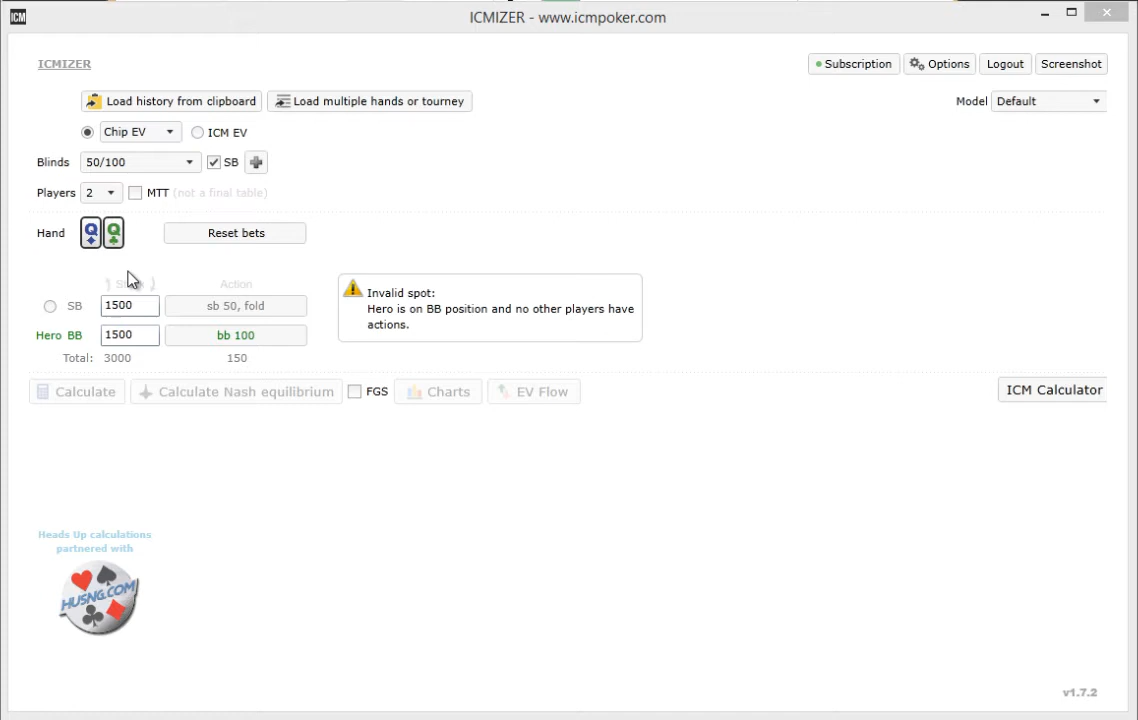 ICM ICMIZER - www.icmpoker.com
ICMIZER Subscription Options Logout Screenshot
Load history from clipboard Load multiple hands or tourney Model Default
Chip EV ICM EV
Blinds 50/100 SB
Players 2 MTT (not a final table)
Hand Q Q Reset bets
Action
SB 1500 sb 50, fold
Hero BB 1500 bb 100
Total: 3000 150
Invalid spot:
Hero is on BB position and no other players have
actions.
Calculate Calculate Nash equilibrium FGS Charts EV Flow ICM Calculator
Heads Up calculations
partnered with
HUSNG.COM
v1.7.2